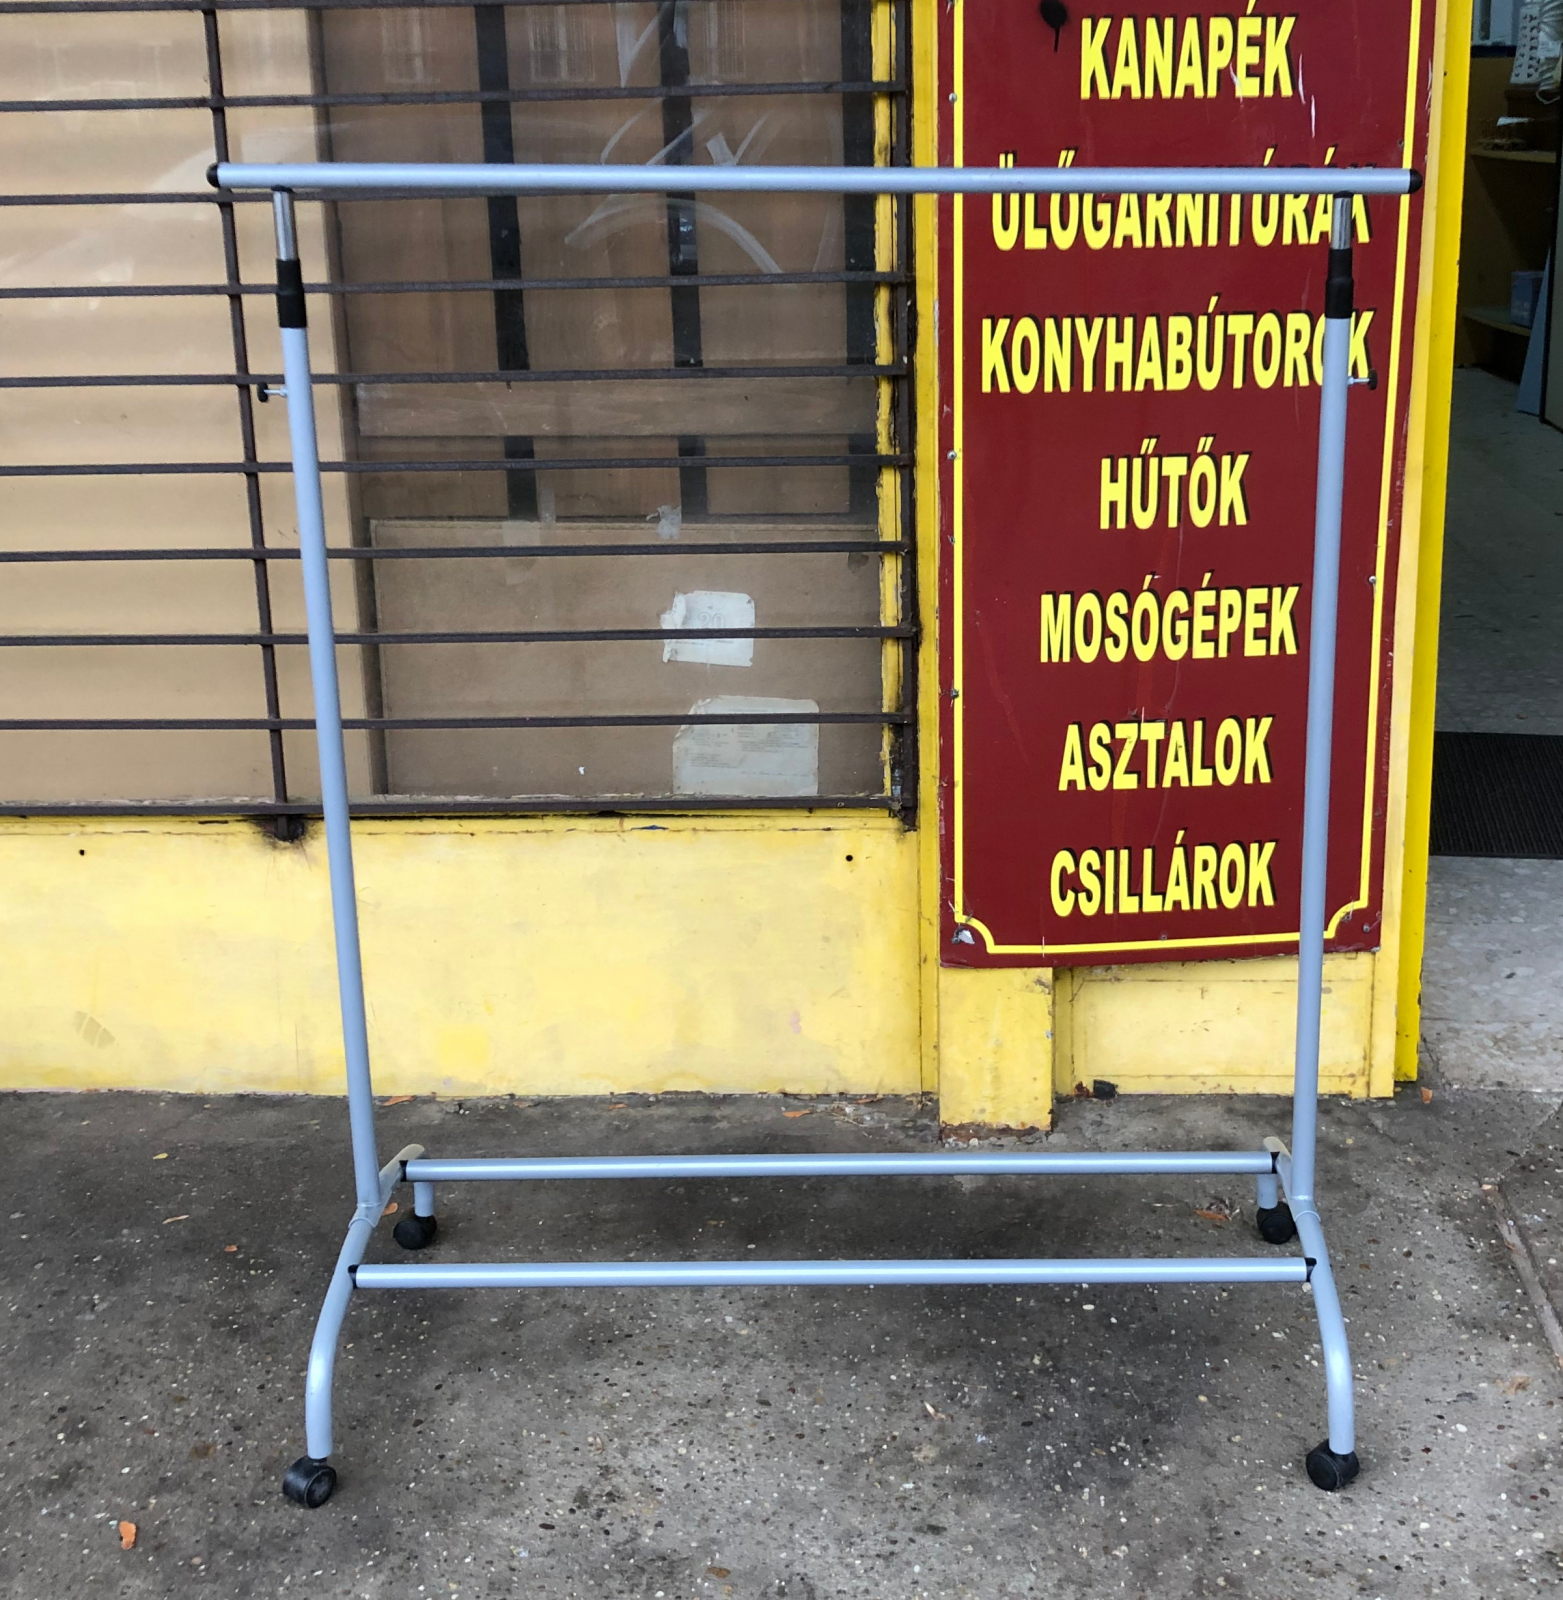 KANAPÉK
ÜLŐGARNITÚRÁK
KONYHABÚTOROK
HŰTŐK
MOSÓGÉPEK
ASZTALOK
CSILLÁROK